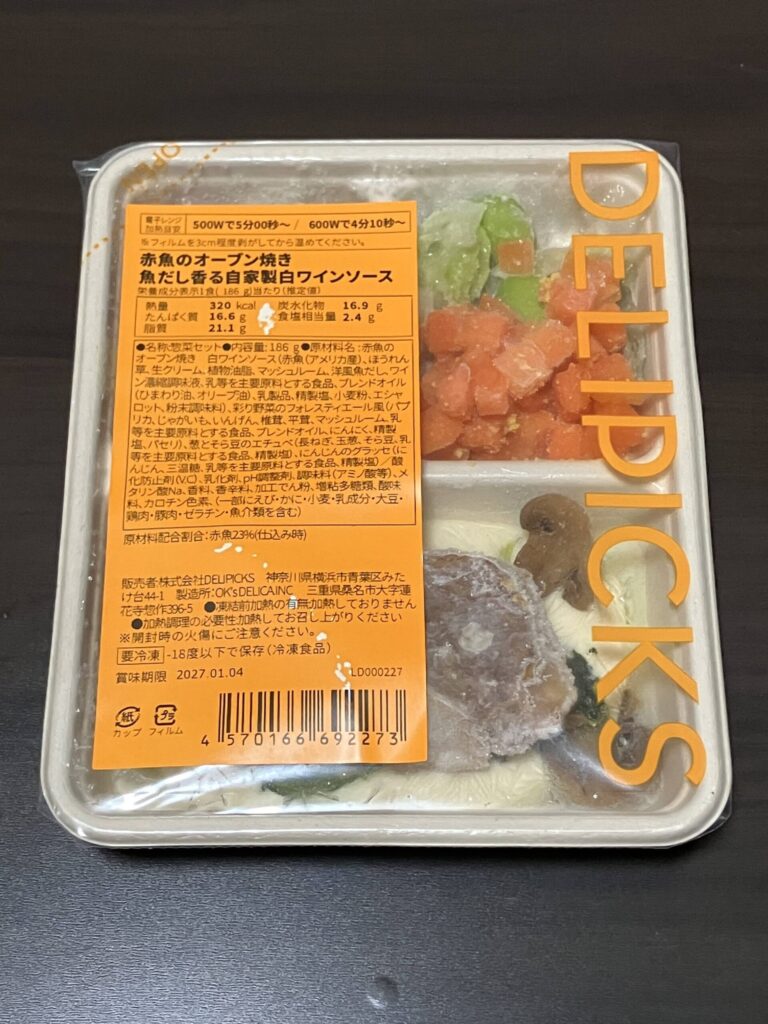 OPEN
DELIPICKS
電子レンジ
加熱目安
500Wで5分00秒～ / 600Wで4分10秒～
※フィルムを3cm程度剥がしてから温めてください。
赤魚のオーブン焼き
魚だし香る自家製白ワインソース
栄養成分表示1食( 186 g)当たり(推定値)
熱量 320 kcal 炭水化物 16.9 g
たんぱく質 16.6 g 食塩相当量 2.4 g
脂質 21.1 g
●名称:惣菜セット●内容量:186 g●原材料名:赤魚の
オーブン焼き 白ワインソース(赤魚(アメリカ産)、ほうれん
草、生クリーム、植物油脂、マッシュルーム、洋風魚だし、ワイ
ン濃縮調味液、乳等を主要原料とする食品、ブレンドオイル
(ひまわり油、オリーブ油)、乳製品、精製塩、小麦粉、エシャ
ロット、粉末調味料)、彩り野菜のフォレスティエール風(パプ
リカ、じゃがいも、いんげん、椎茸、平茸、マッシュルーム、乳
等を主要原料とする食品、ブレンドオイル、にんにく、精製
塩、パセリ)、葱とそら豆のエチュベ(長ねぎ、玉葱、そら豆、乳
等を主要原料とする食品、精製塩)、にんじんのグラッセ(に
んじん、三温糖、乳等を主要原料とする食品、精製塩)／酸
化防止剤(V.C)、乳化剤、pH調整剤、調味料(アミノ酸等)、メ
タリン酸Na、香料、香辛料、加工でん粉、増粘多糖類、酸味
料、カロチン色素、(一部にえび・かに・小麦・乳成分・大豆・
鶏肉・豚肉・ゼラチン・魚介類を含む)
原材料配合割合:赤魚23%(仕込み時)
販売者:株式会社DELIPICKS 神奈川県横浜市青葉区みた
け台44-1 製造所:OK'sDELICA.INC 三重県桑名市大字蓮
花寺惣作396-5 ●凍結前加熱の有無:加熱しておりません
●加熱調理の必要性:加熱してお召し上がりください
※開封時の火傷にご注意ください。
要冷凍 -18度以下で保存(冷凍食品)
賞味期限 2027.01.04 LD000227
紙 プラ
カップ フィルム
4 570166 692273